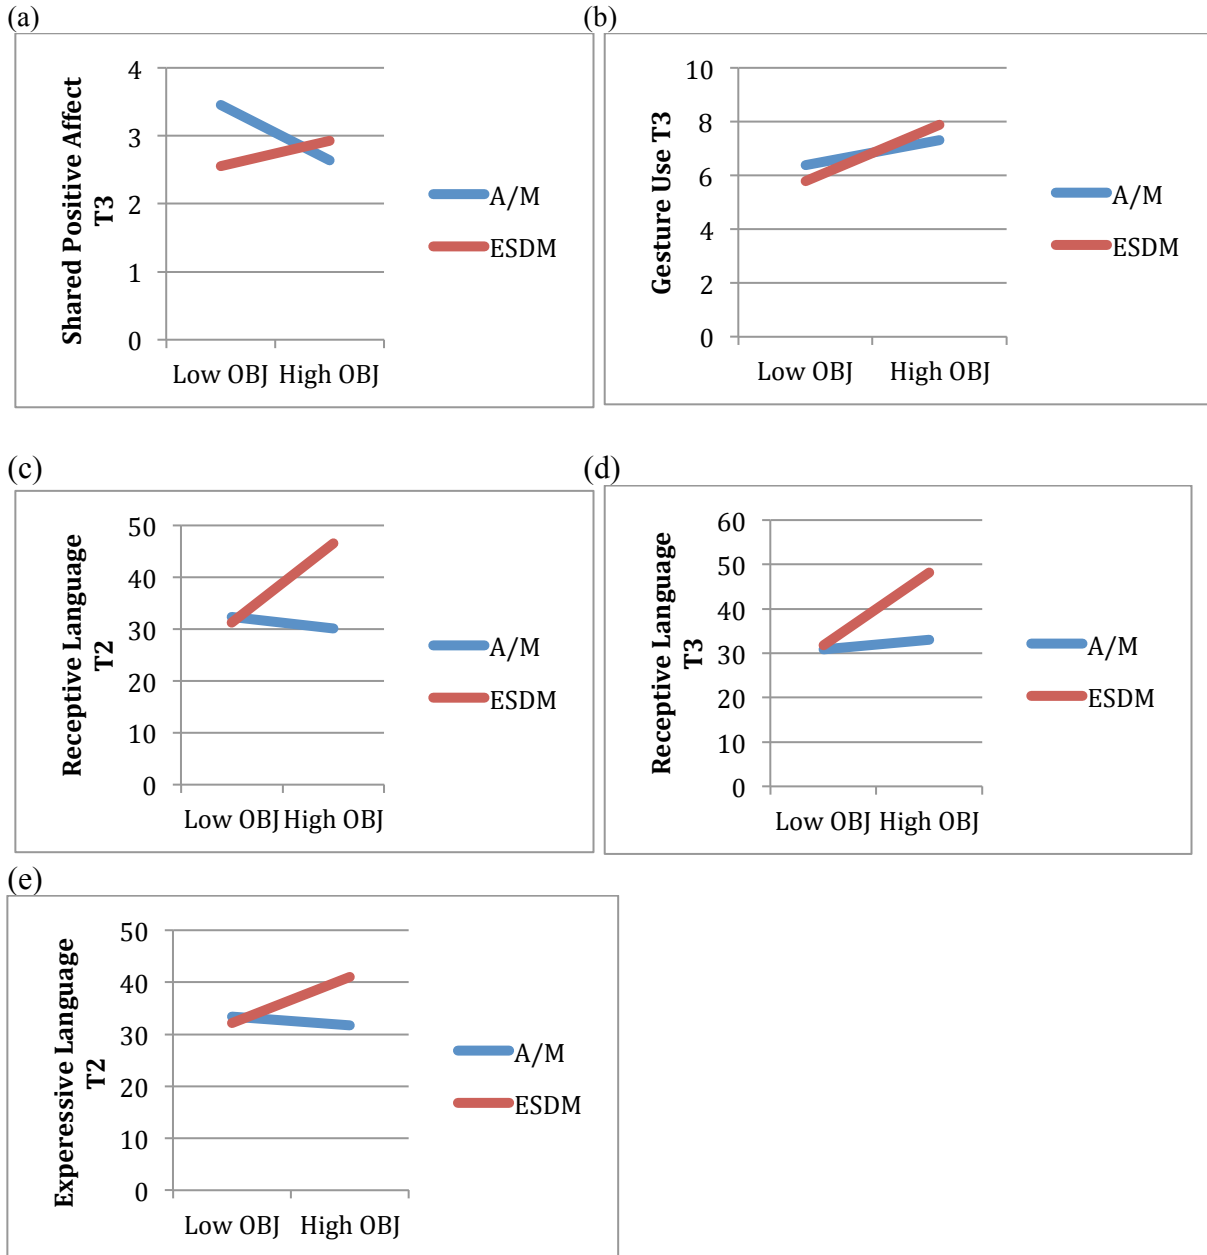 (a)
Shared Positive Affect
T3
4
3
2
1
0
Low OBJ High OBJ
A/M
ESDM
(b)
Gesture Use T3
10
8
6
4
2
0
Low OBJ High OBJ
A/M
ESDM
(c)
Receptive Language
T2
50
40
30
20
10
0
Low OBJ High OBJ
A/M
ESDM
(d)
Receptive Language
T3
60
50
40
30
20
10
0
Low OBJ High OBJ
A/M
ESDM
(e)
Experessive Language
T2
50
40
30
20
10
0
Low OBJ High OBJ
A/M
ESDM